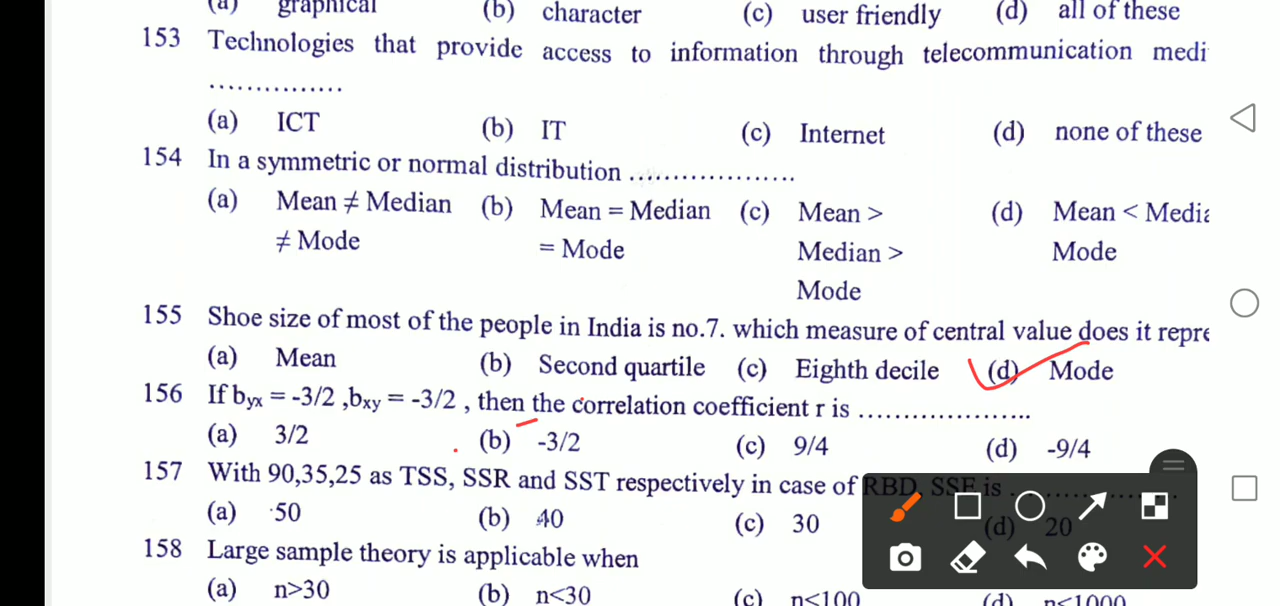 (a) graphical (b) character (c) user friendly (d) all of these
153 Technologies that provide access to information through telecommunication medi
...............
(a) ICT (b) IT (c) Internet (d) none of these
154 In a symmetric or normal distribution ...................
(a) Mean ≠ Median (b) Mean = Median (c) Mean > (d) Mean < Media
≠ Mode = Mode Median > Mode
Mode
155 Shoe size of most of the people in India is no.7. which measure of central value does it repre
(a) Mean (b) Second quartile (c) Eighth decile (d) Mode
156 If byx = -3/2 ,bxy = -3/2 , then the correlation coefficient r is ....................
(a) 3/2 (b) -3/2 (c) 9/4 (d) -9/4
157 With 90,35,25 as TSS, SSR and SST respectively in case of RBD, SSE is ....................
(a) 50 (b) 40 (c) 30 (d) 20
158 Large sample theory is applicable when
(a) n>30 (b) n<30 (c) n<100 (d) n<1000